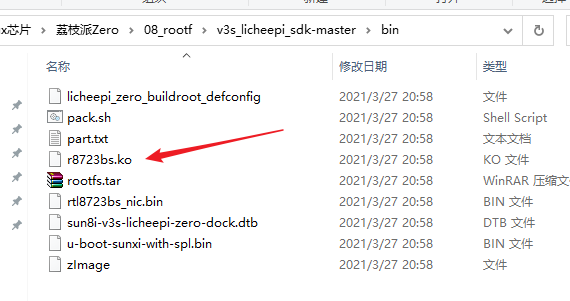 x芯片 > 荔枝派Zero > 08_rootf > v3s_licheepi_sdk-master > bin
名称 修改日期 类型
licheepi_zero_buildroot_defconfig 2021/3/27 20:58 文件
pack.sh 2021/3/27 20:58 Shell Script
part.txt 2021/3/27 20:58 文本文档
r8723bs.ko 2021/3/27 20:58 KO 文件
rootfs.tar 2021/3/27 20:58 WinRAR 压缩文
rtl8723bs_nic.bin 2021/3/27 20:58 BIN 文件
sun8i-v3s-licheepi-zero-dock.dtb 2021/3/27 20:58 DTB 文件
u-boot-sunxi-with-spl.bin 2021/3/27 20:58 BIN 文件
zImage 2021/3/27 20:58 文件